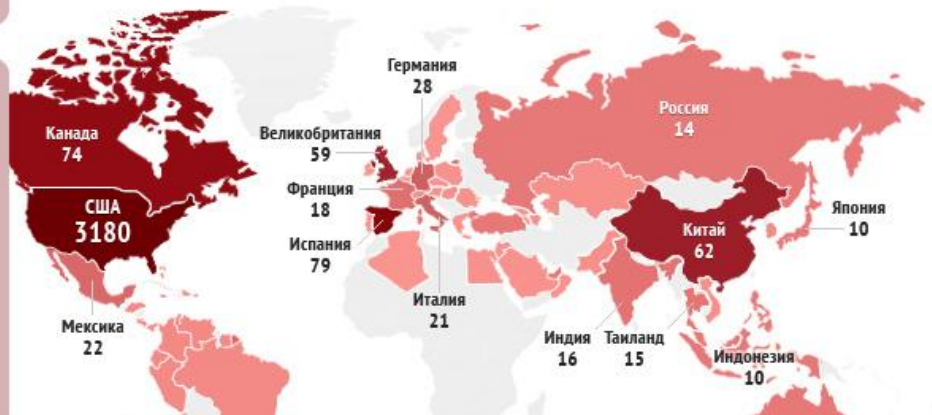 Германия
28
Россия
14
Канада
74
Великобритания
59
Франция
18
США
3180
Япония
10
Китай
62
Испания
79
Италия
21
Мексика
22
Индия
16
Таиланд
15
Индонезия
10